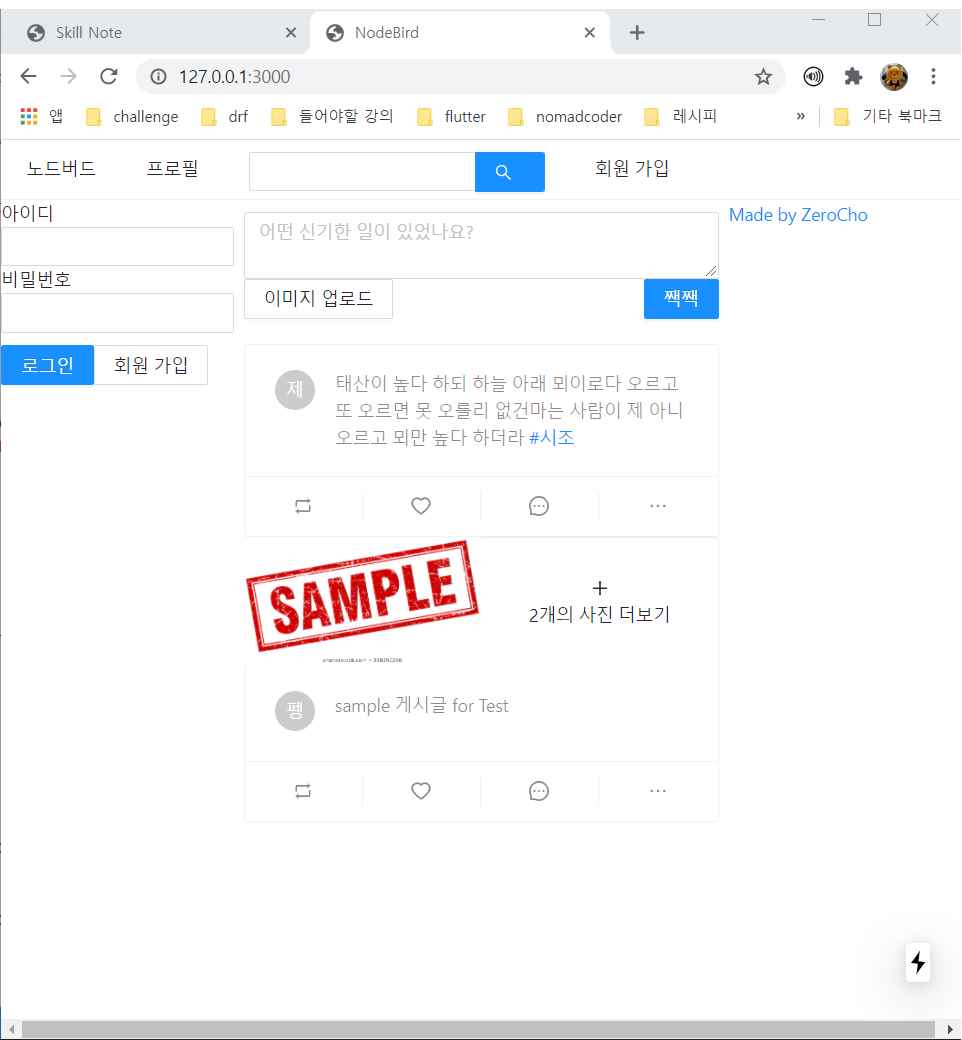 Skill Note
NodeBird
127.0.0.1:3000
앱 challenge drf 들어야할 강의 flutter nomadcoder 레시피 » 기타 북마크
노드버드 프로필 회원 가입
아이디
비밀번호
로그인 회원 가입
어떤 신기한 일이 있었나요?
이미지 업로드 짹짹
Made by ZeroCho
제
태산이 높다 하되 하늘 아래 뫼이로다 오르고
또 오르면 못 오를리 없건마는 사람이 제 아니
오르고 뫼만 높다 하더라 #시조
SAMPLE
2개의 사진 더보기
펭
sample 게시글 for Test